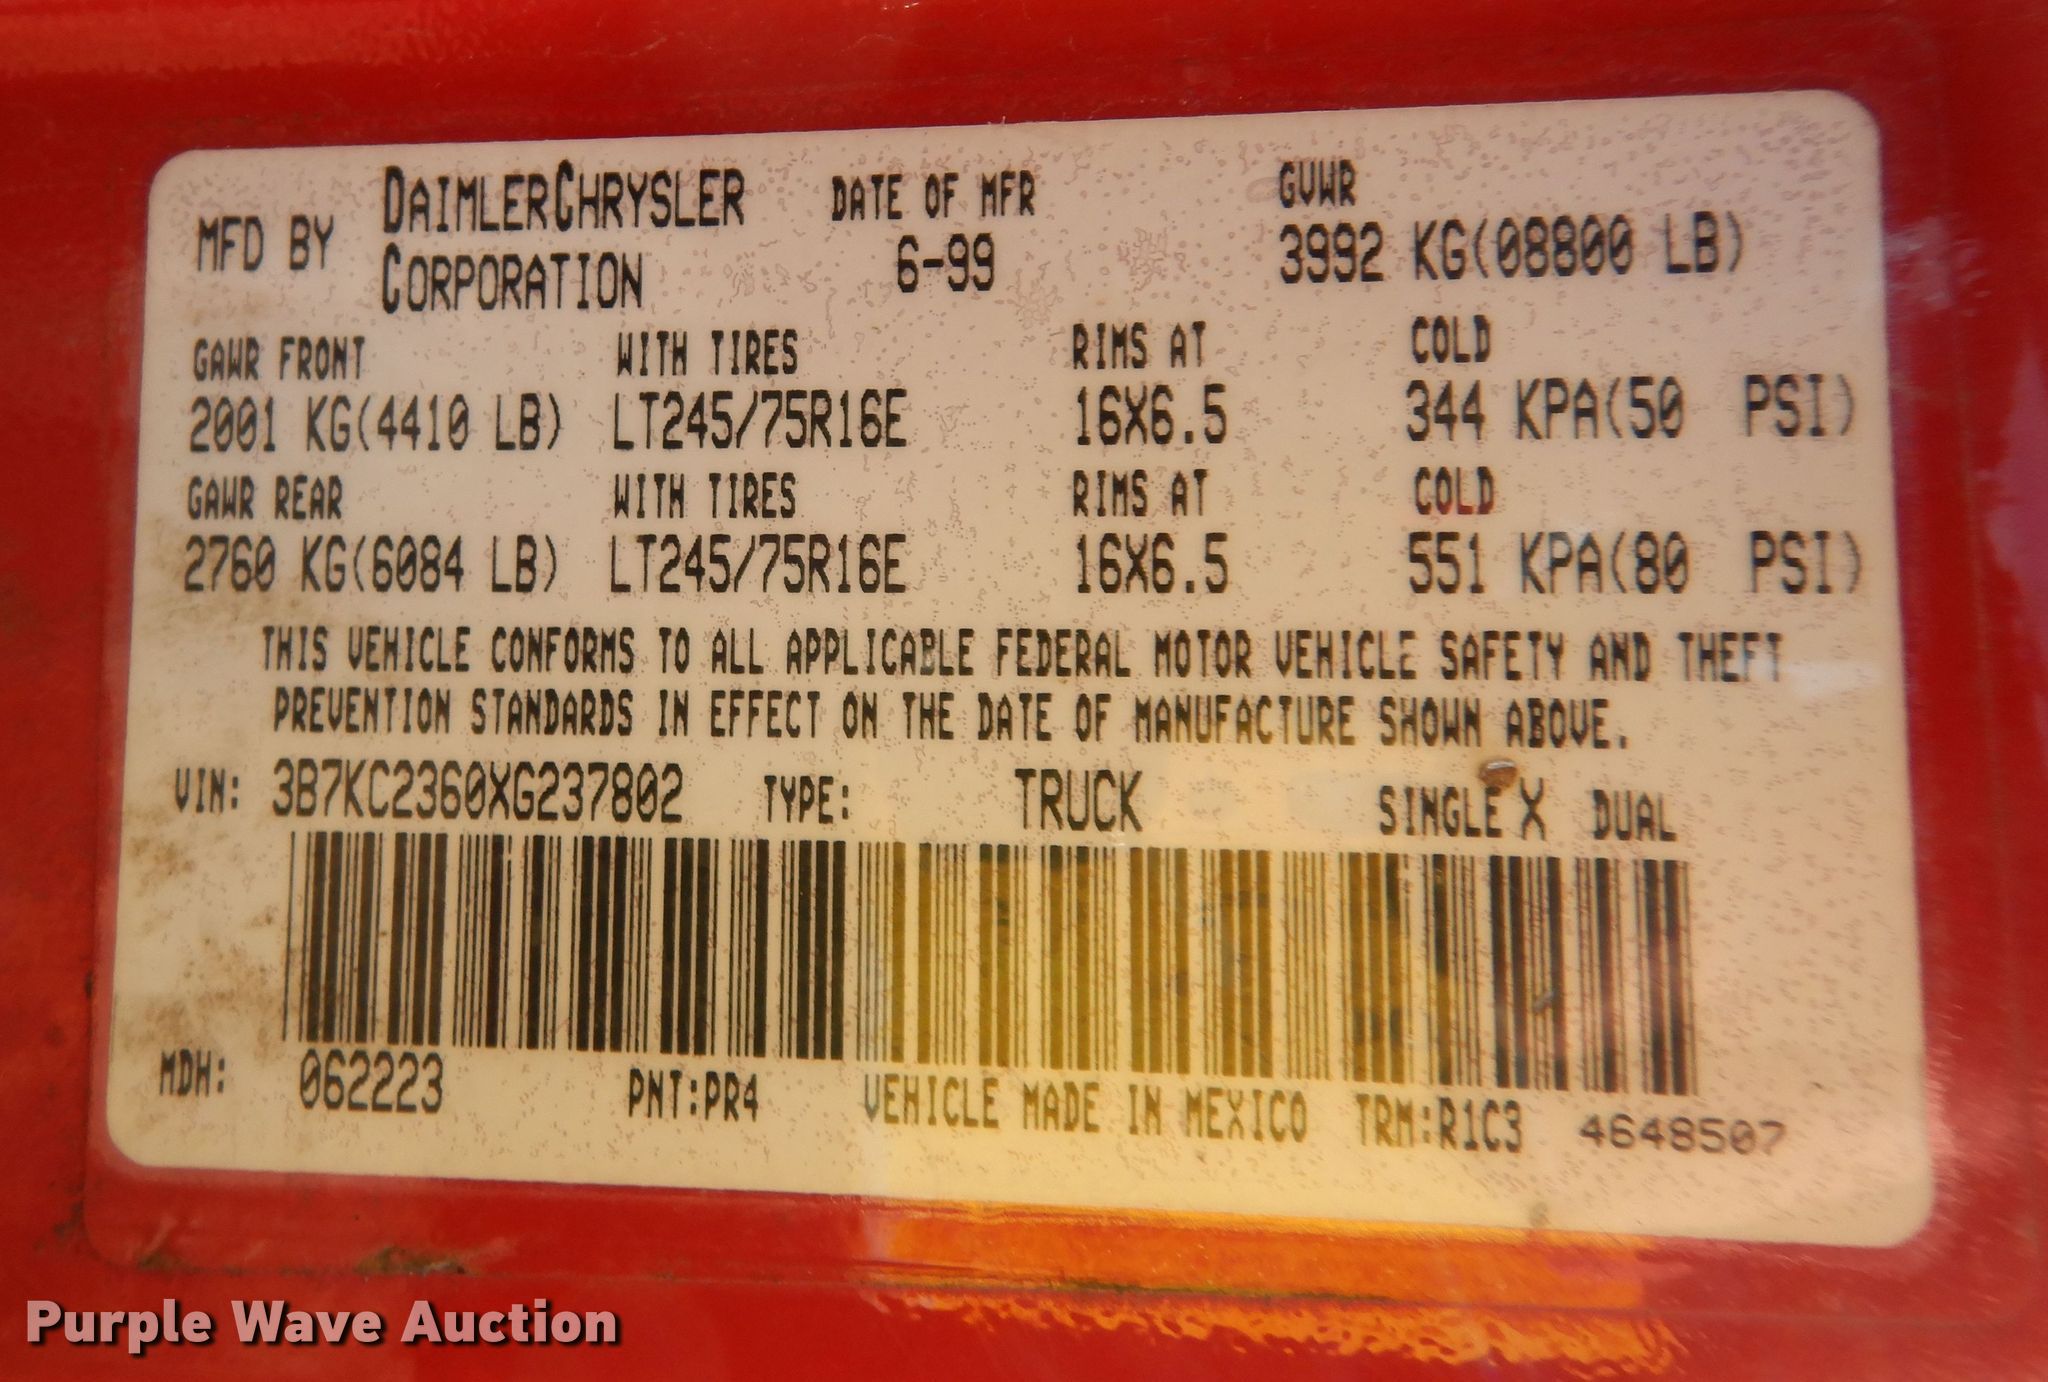 MFD BY DAIMLERCHRYSLER CORPORATION DATE OF MFR 6-99 GVWR 3992 KG(08800 LB)
GAWR FRONT WITH TIRES RIMS AT COLD
2001 KG(4410 LB) LT245/75R16E 16X6.5 344 KPA(50 PSI)
GAWR REAR WITH TIRES RIMS AT COLD
2760 KG(6084 LB) LT245/75R16E 16X6.5 551 KPA(80 PSI)
THIS VEHICLE CONFORMS TO ALL APPLICABLE FEDERAL MOTOR VEHICLE SAFETY AND THEFT
PREVENTION STANDARDS IN EFFECT ON THE DATE OF MANUFACTURE SHOWN ABOVE.
VIN: 3B7KC2360XG237802 TYPE: TRUCK SINGLE X DUAL
MDH: 062223 PNT:PR4 VEHICLE MADE IN MEXICO TRM:R1C3 4648507
Purple Wave Auction